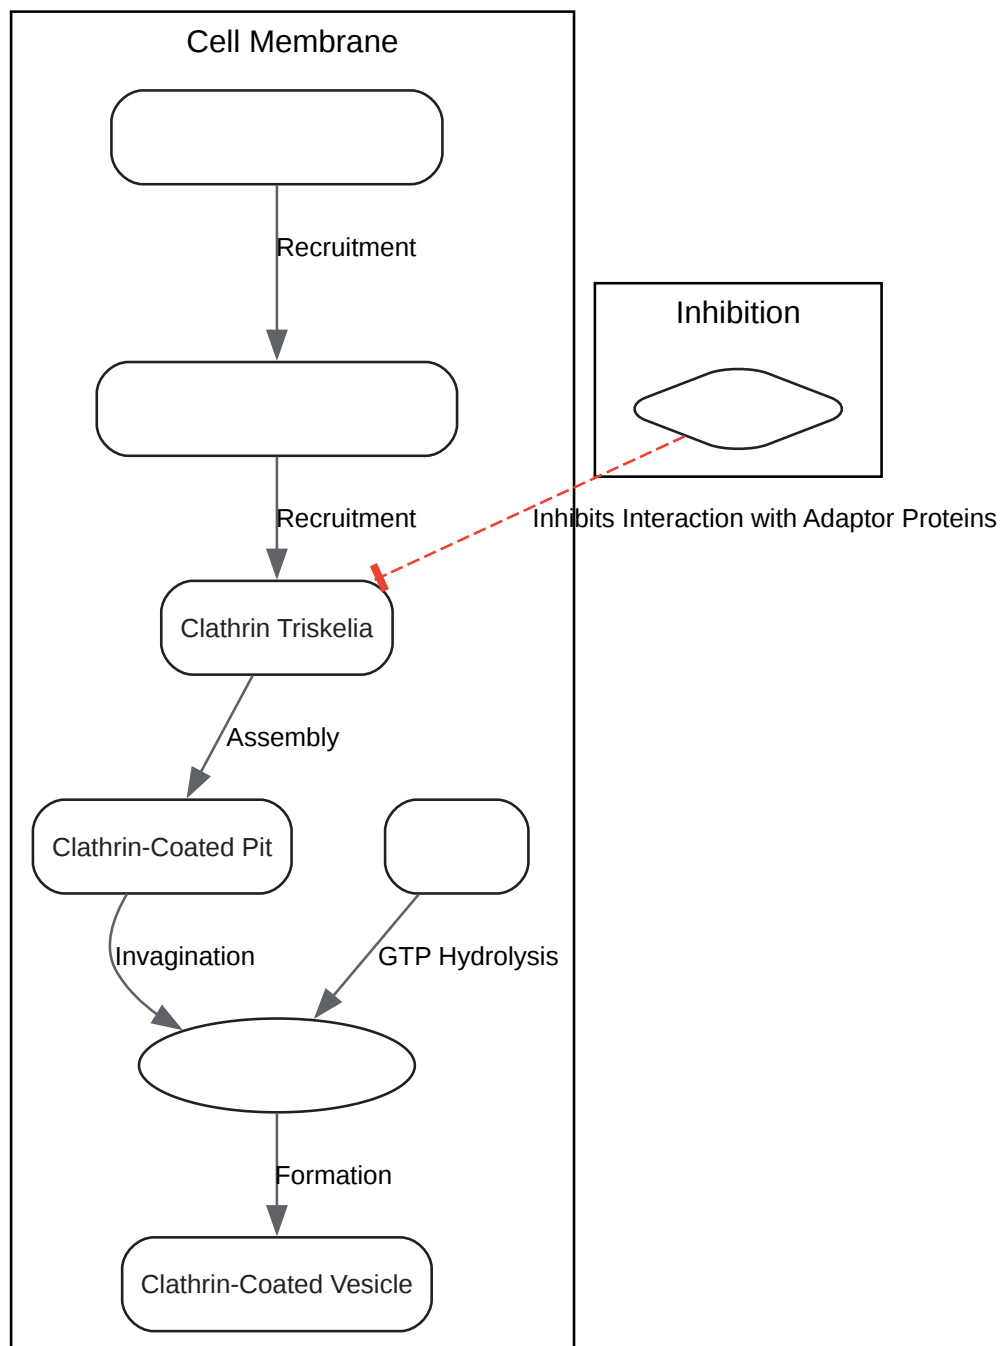 Cell Membrane
Recruitment
Inhibition
Recruitment
Inhibits Interaction with Adaptor Proteins
Clathrin Triskelia
Assembly
Clathrin-Coated Pit
Invagination
GTP Hydrolysis
Formation
Clathrin-Coated Vesicle